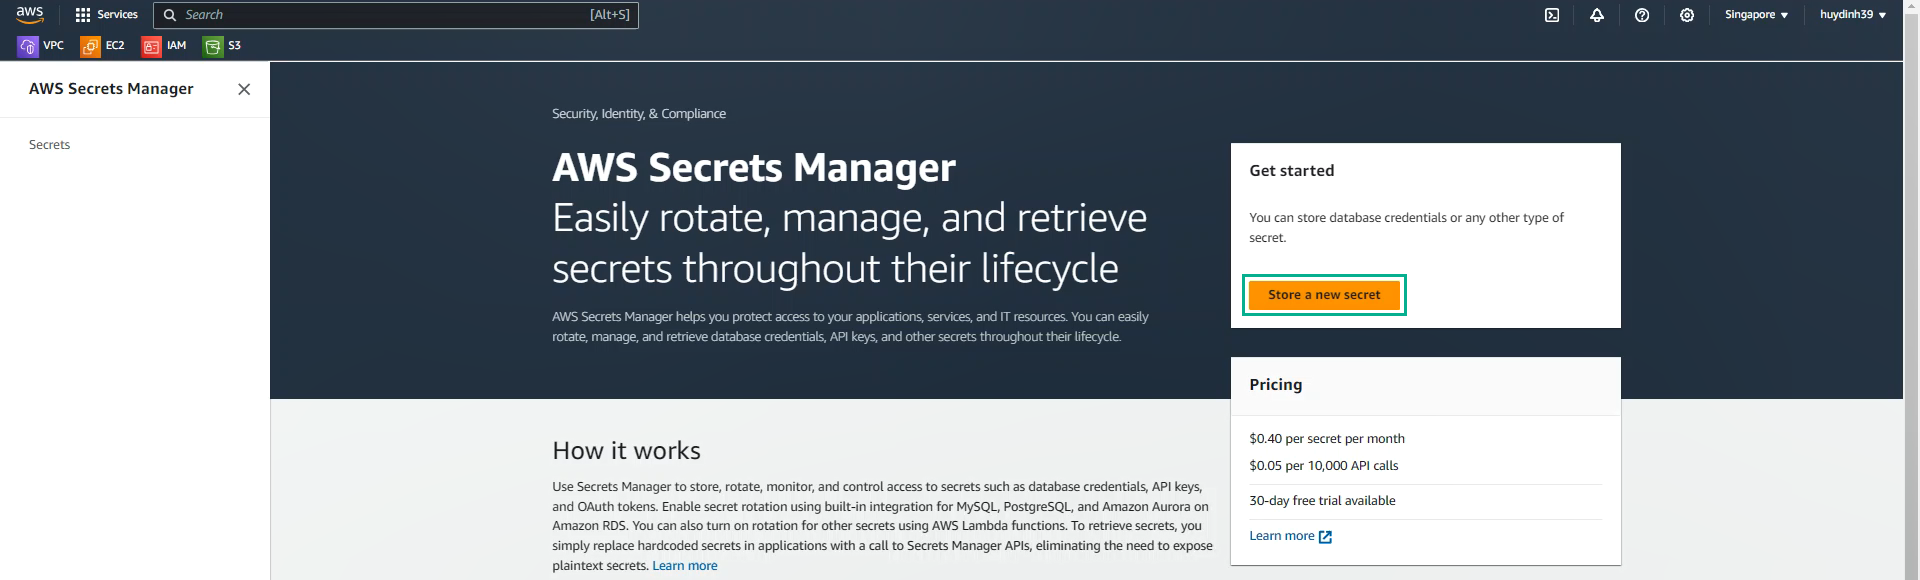 aws
Services
Search
[Alt+S]
Singapore ▼
huydinh39 ▼
VPC
EC2
IAM
S3
AWS Secrets Manager
Secrets
Security, Identity, & Compliance
AWS Secrets Manager
Easily rotate, manage, and retrieve
secrets throughout their lifecycle
AWS Secrets Manager helps you protect access to your applications, services, and IT resources. You can easily
rotate, manage, and retrieve database credentials, API keys, and other secrets throughout their lifecycle.
Get started
You can store database credentials or any other type of
secret.
Store a new secret
Pricing
$0.40 per secret per month
$0.05 per 10,000 API calls
30-day free trial available
Learn more
How it works
Use Secrets Manager to store, rotate, monitor, and control access to secrets such as database credentials, API keys,
and OAuth tokens. Enable secret rotation using built-in integration for MySQL, PostgreSQL, and Amazon Aurora on
Amazon RDS. You can also turn on rotation for other secrets using AWS Lambda functions. To retrieve secrets, you
simply replace hardcoded secrets in applications with a call to Secrets Manager APIs, eliminating the need to expose
plaintext secrets. Learn more